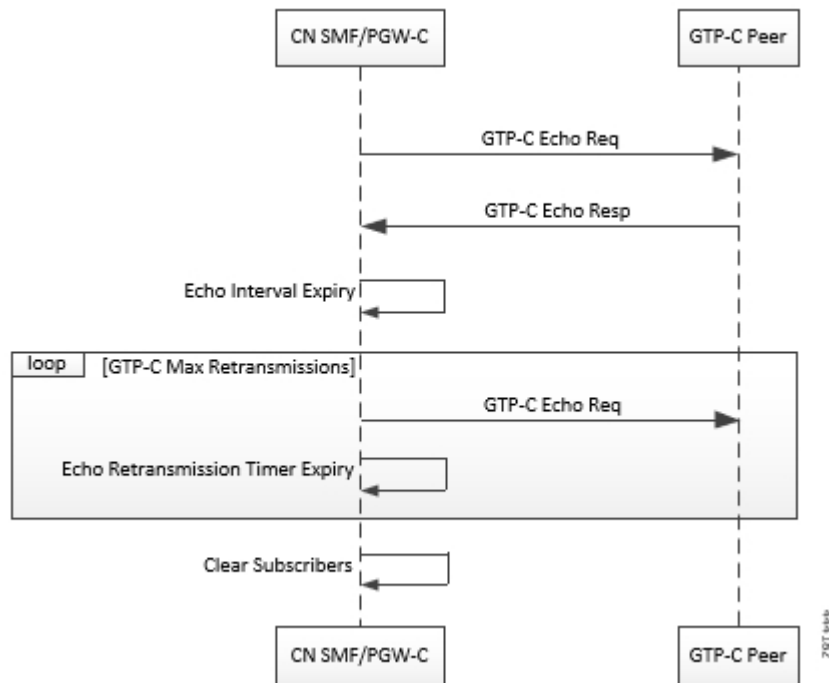 CN SMF/PGW-C
GTP-C Peer
GTP-C Echo Req
GTP-C Echo Resp
Echo Interval Expiry
loop
[GTP-C Max Retransmissions]
GTP-C Echo Req
Echo Retransmission Timer Expiry
Clear Subscribers
CN SMF/PGW-C
GTP-C Peer